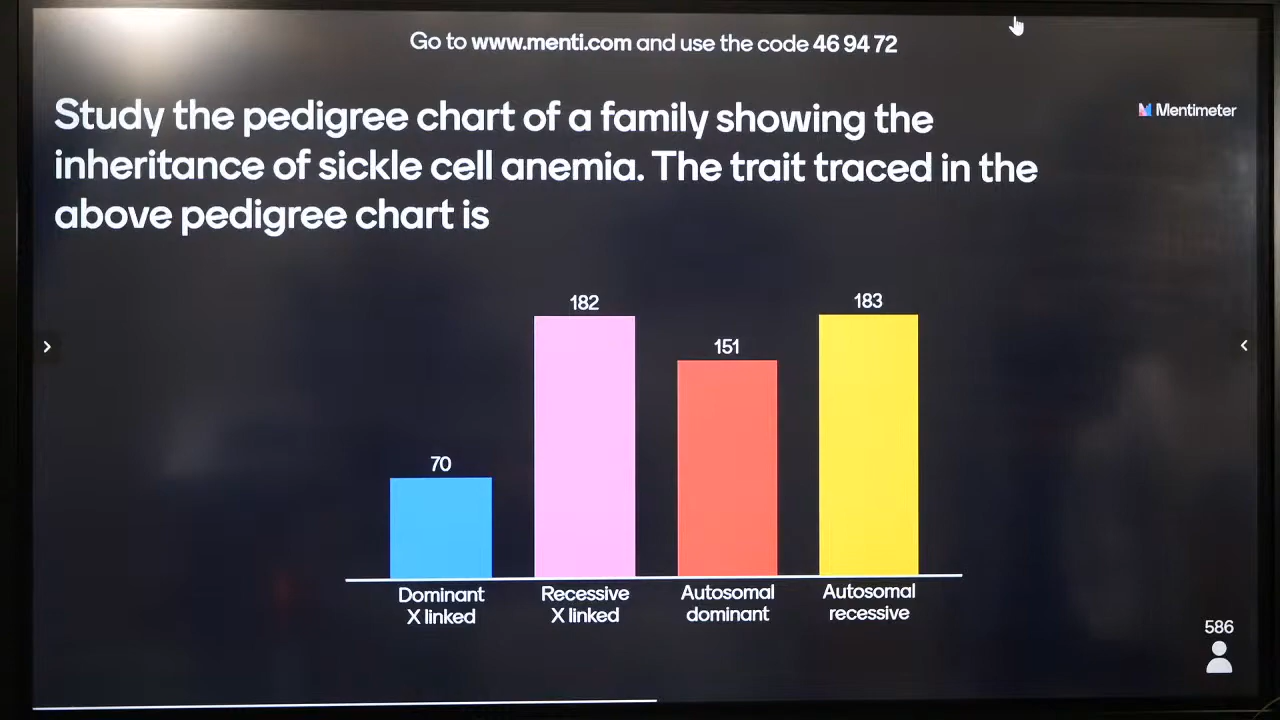 Go to www.menti.com and use the code 46 94 72
Mentimeter
Study the pedigree chart of a family showing the
inheritance of sickle cell anemia. The trait traced in the
above pedigree chart is
70
182
151
183
Dominant
X linked
Recessive
X linked
Autosomal
dominant
Autosomal
recessive
586